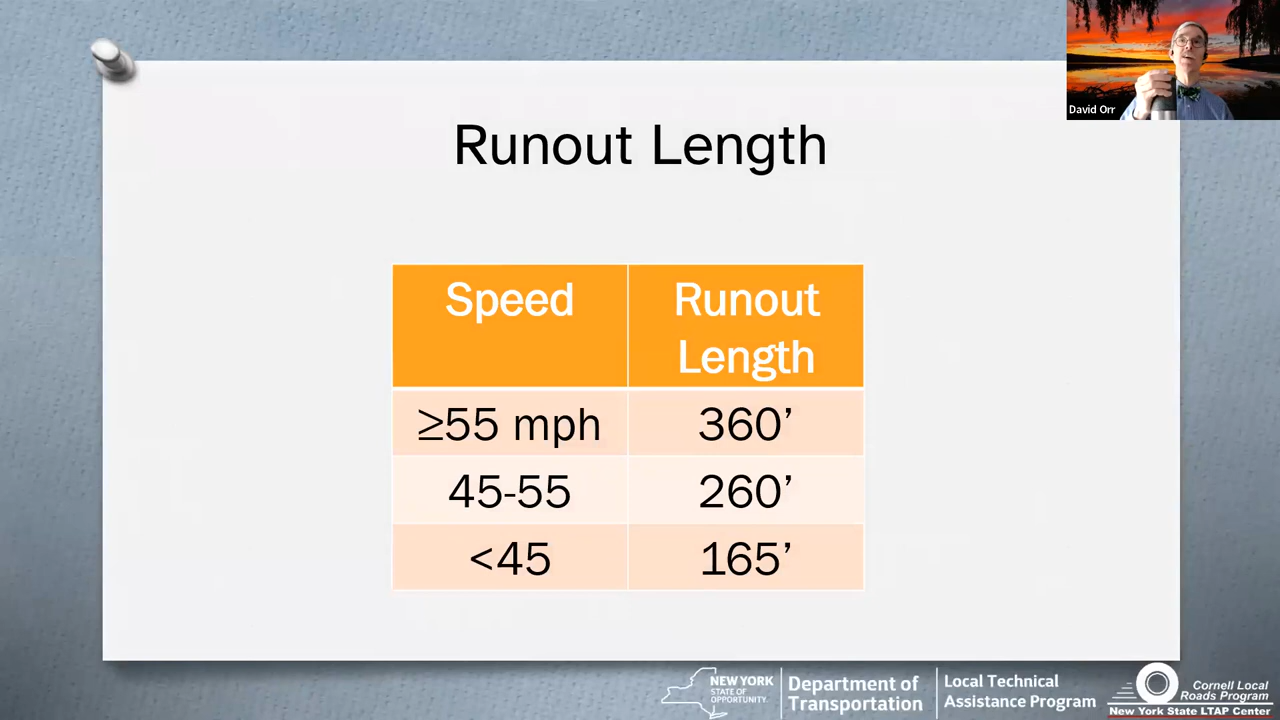 David Orr
Runout Length
Speed
Runout
Length
≥55 mph
360’
45-55
260’
<45
165’
NEW YORK
STATE OF
OPPORTUNITY.
Department of
Transportation
Local Technical
Assistance Program
Cornell Local
Roads Program
New York State LTAP Center